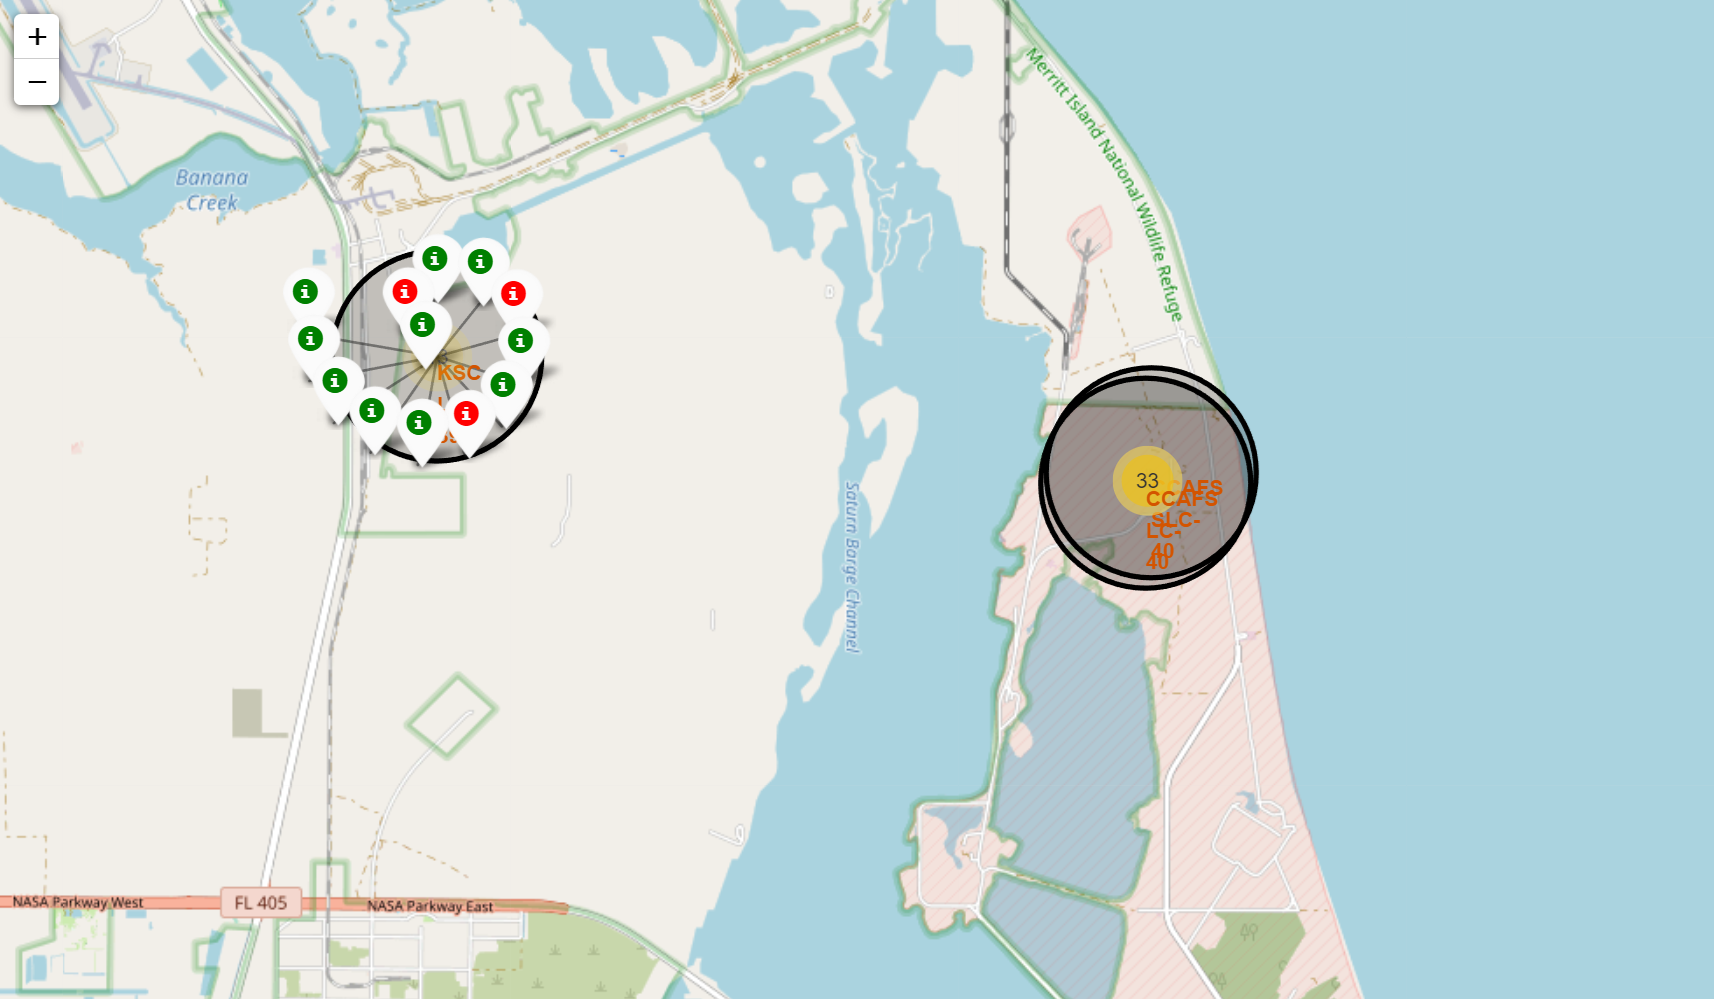 +
−
Banana
Creek
Merritt Island National Wildlife Refuge
KSC
33
CCAFS
SLC-
40
CCAFS
LC-
40
Saturn Barge Channel
NASA Parkway West
FL 405
NASA Parkway East